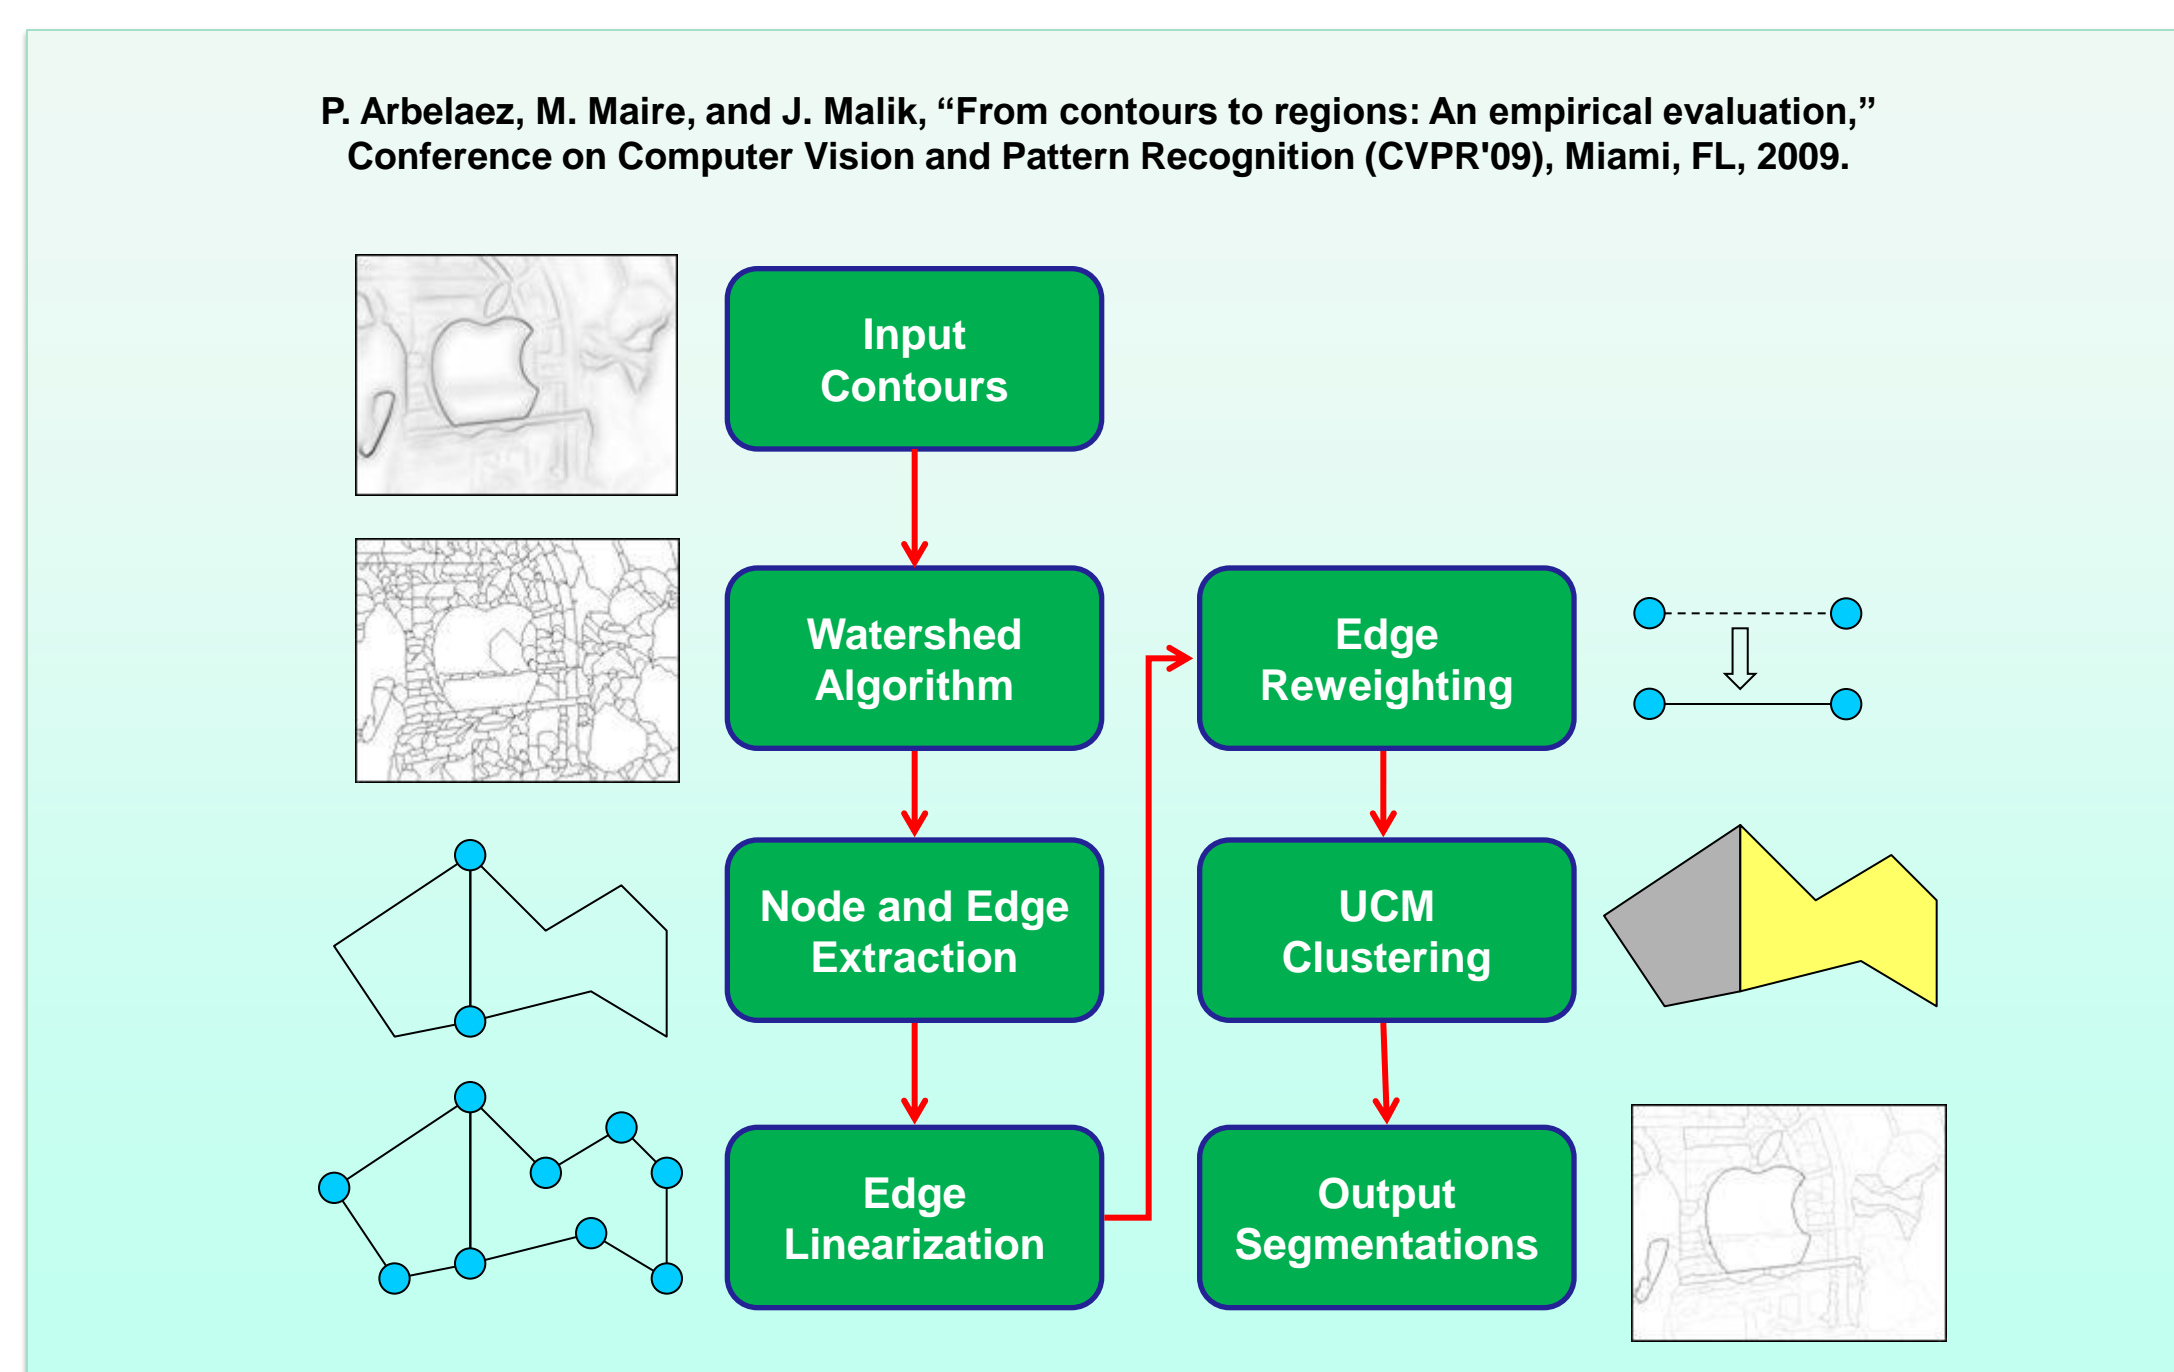 P. Arbelaez, M. Maire, and J. Malik, “From contours to regions: An empirical evaluation,”
Conference on Computer Vision and Pattern Recognition (CVPR'09), Miami, FL, 2009.
Input
Contours
Watershed
Algorithm
Node and Edge
Extraction
Edge
Linearization
Edge
Reweighting
UCM
Clustering
Output
Segmentations